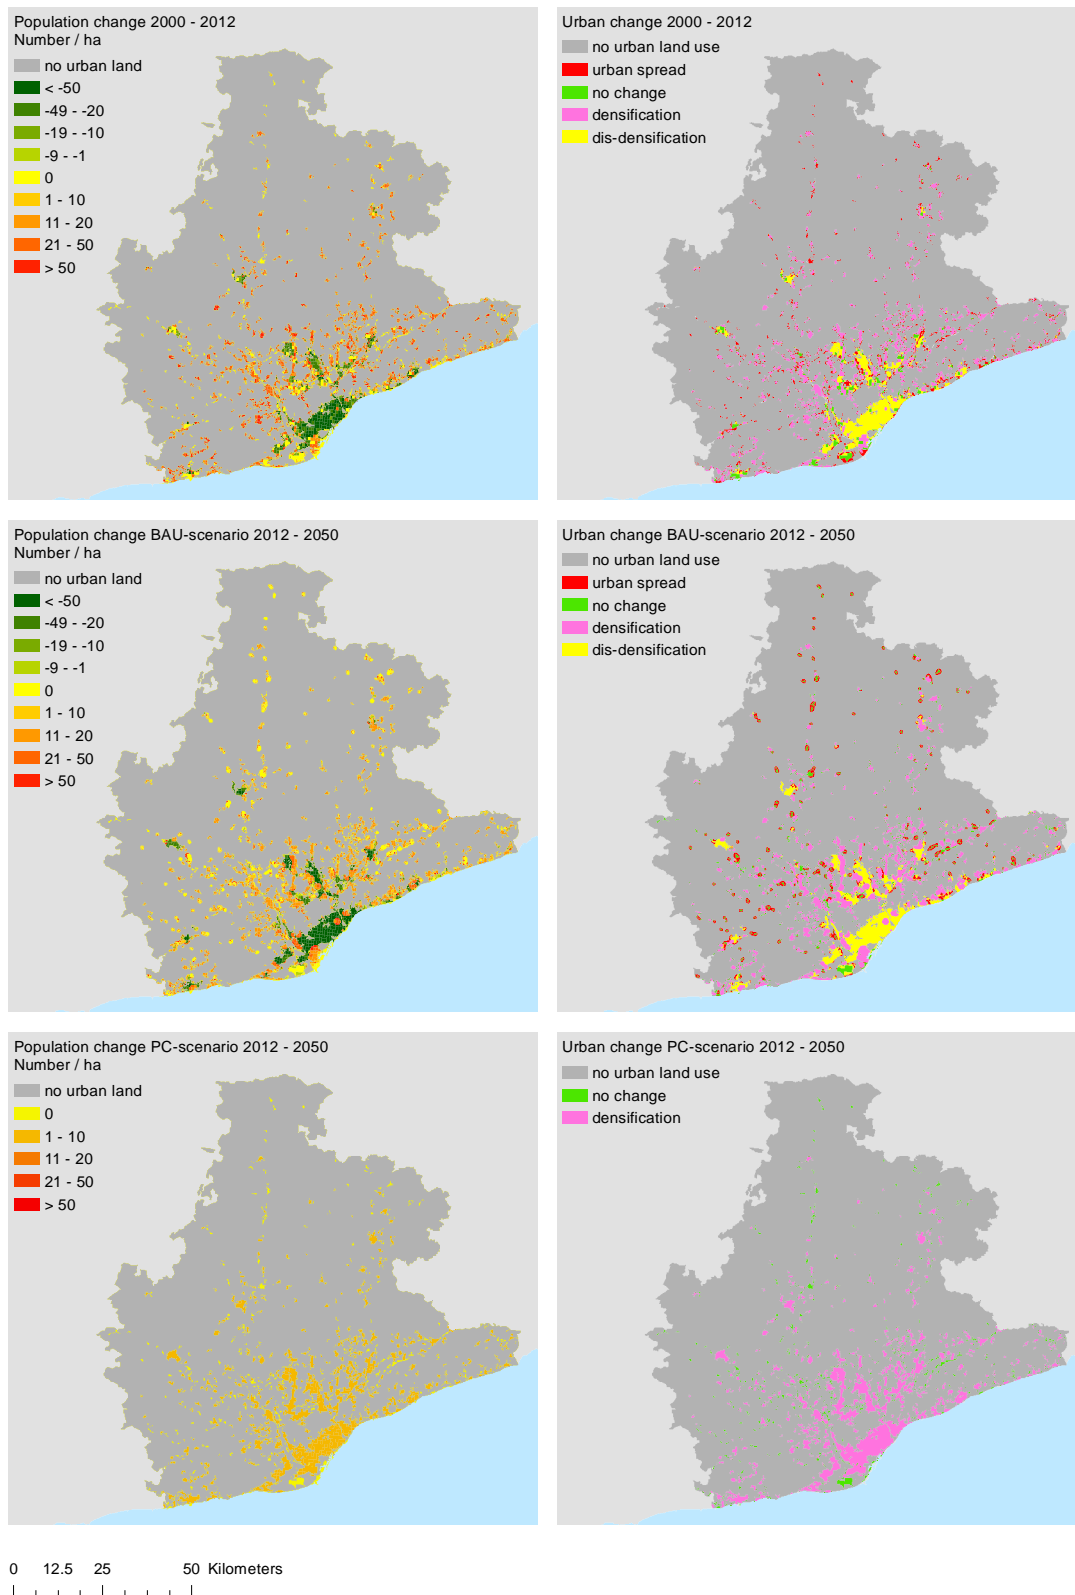 Population change 2000 - 2012
Number / ha
no urban land
< -50
-49 - -20
-19 - -10
-9 - -1
0
1 - 10
11 - 20
21 - 50
> 50
Urban change 2000 - 2012
no urban land use
urban spread
no change
densification
dis-densification
Population change BAU-scenario 2012 - 2050
Number / ha
no urban land
< -50
-49 - -20
-19 - -10
-9 - -1
0
1 - 10
11 - 20
21 - 50
> 50
Urban change BAU-scenario 2012 - 2050
no urban land use
urban spread
no change
densification
dis-densification
Population change PC-scenario 2012 - 2050
Number / ha
no urban land
0
1 - 10
11 - 20
21 - 50
> 50
Urban change PC-scenario 2012 - 2050
no urban land use
no change
densification
0 12.5 25 50 Kilometers